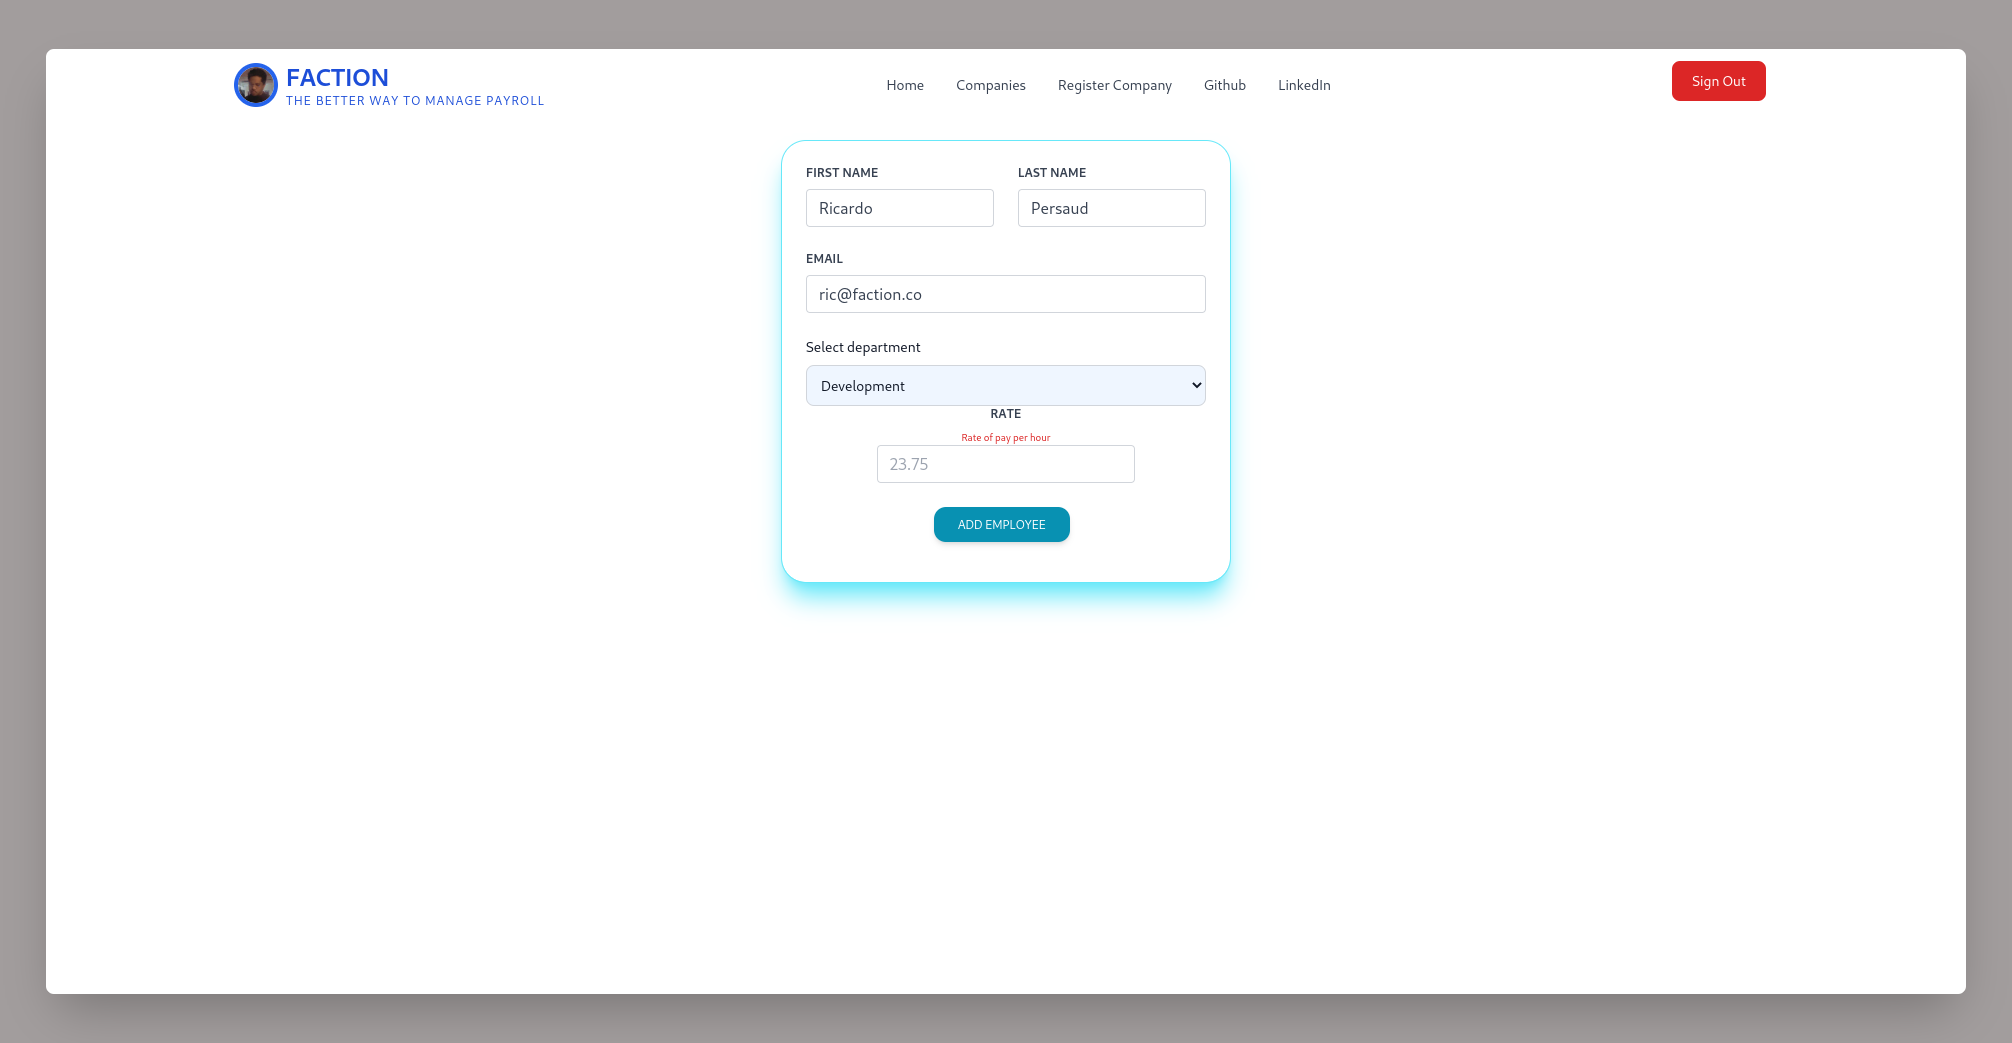 FACTION
THE BETTER WAY TO MANAGE PAYROLL
Home Companies Register Company Github LinkedIn
Sign Out
FIRST NAME LAST NAME
Ricardo Persaud
EMAIL
ric@faction.co
Select department
Development
RATE
Rate of pay per hour
23.75
ADD EMPLOYEE